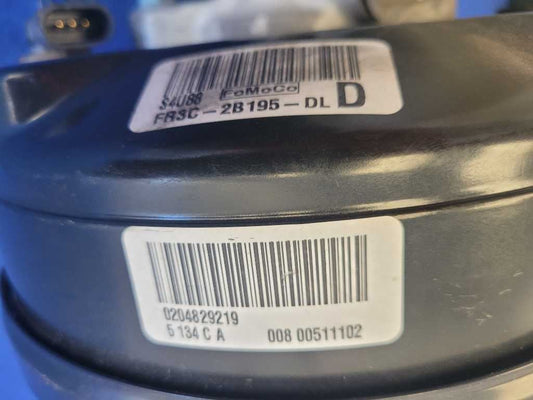 S4U88 FoMoCo
FR3C-2B195-DL D
0204829219
5 134 C A 008 00511102